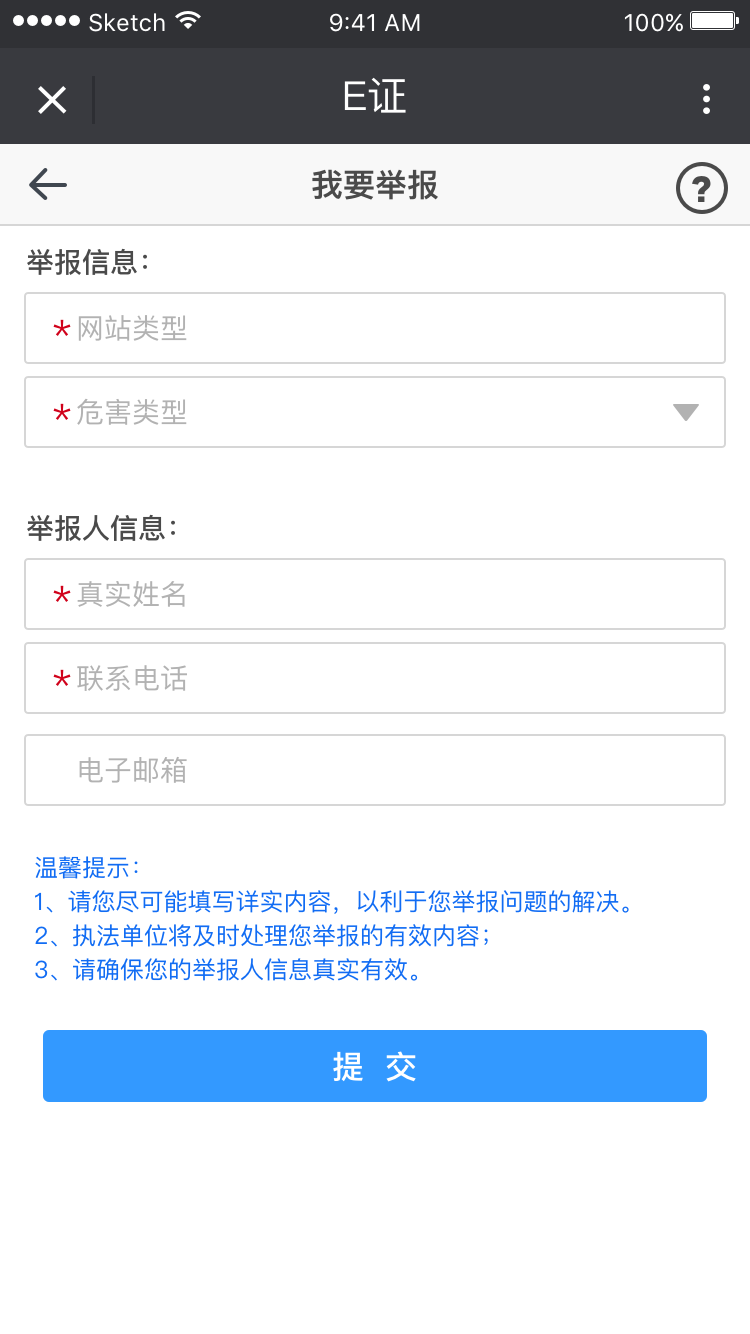 ●●●●● Sketch 9:41 AM 100%
E证
我要举报
?
举报信息：
*网站类型
*危害类型
举报人信息：
*真实姓名
*联系电话
电子邮箱
温馨提示：
1、请您尽可能填写详实内容，以利于您举报问题的解决。
2、执法单位将及时处理您举报的有效内容；
3、请确保您的举报人信息真实有效。
提 交